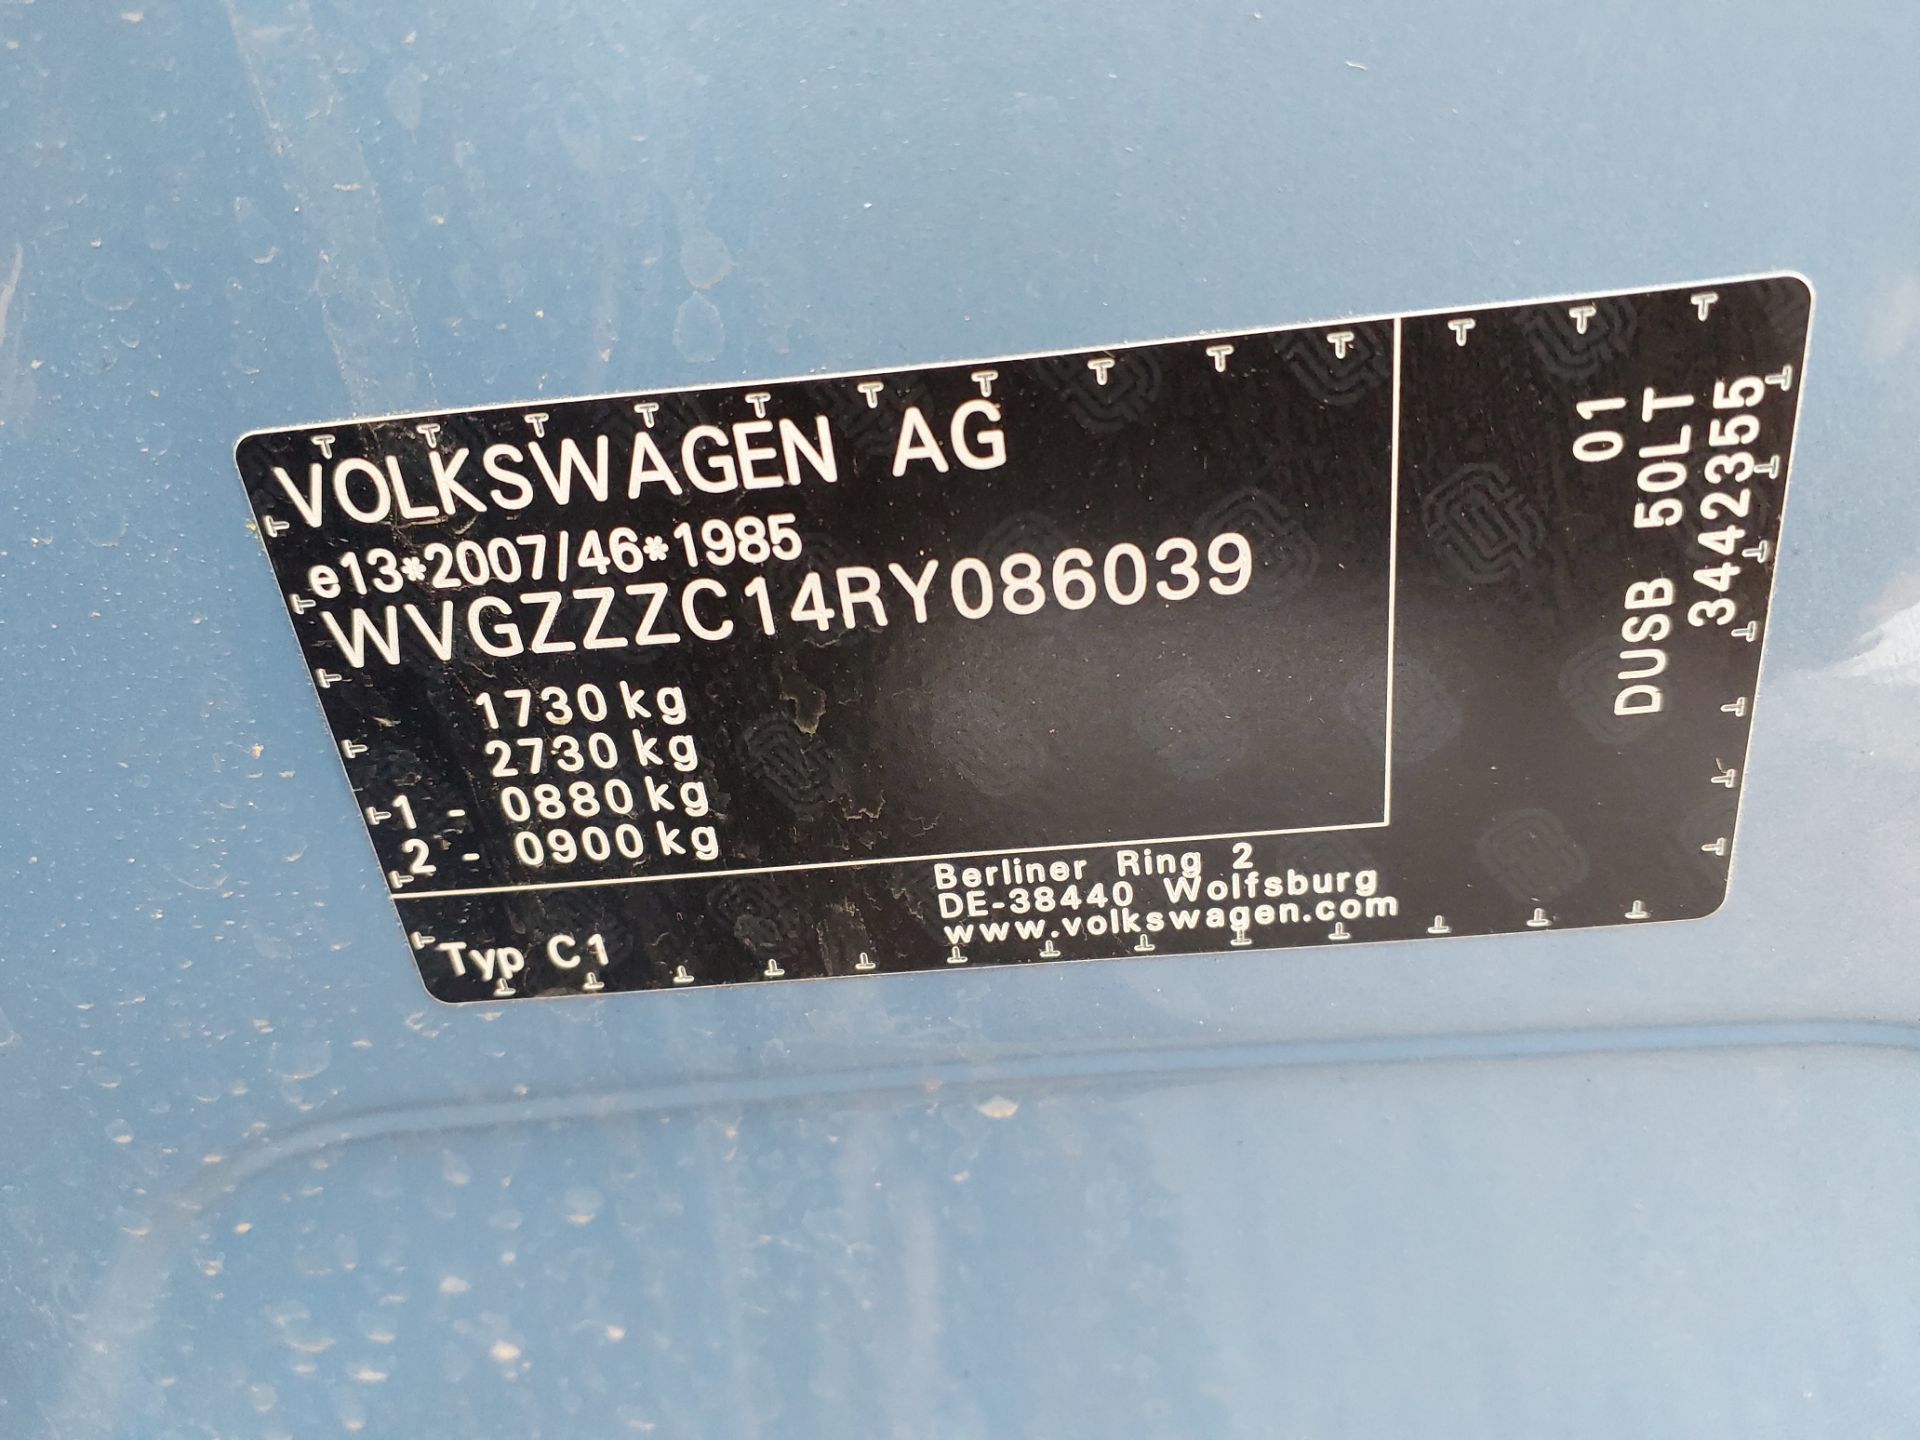 VOLKSWAGEN AG
e13*2007/46*1985
WVGZZZC14RY086039
1730 kg
2730 kg
1 - 0880 kg
2 - 0900 kg
Typ C1
Berliner Ring 2
DE-38440 Wolfsburg
www.volkswagen.com
01
DUSB 50LT
3442355